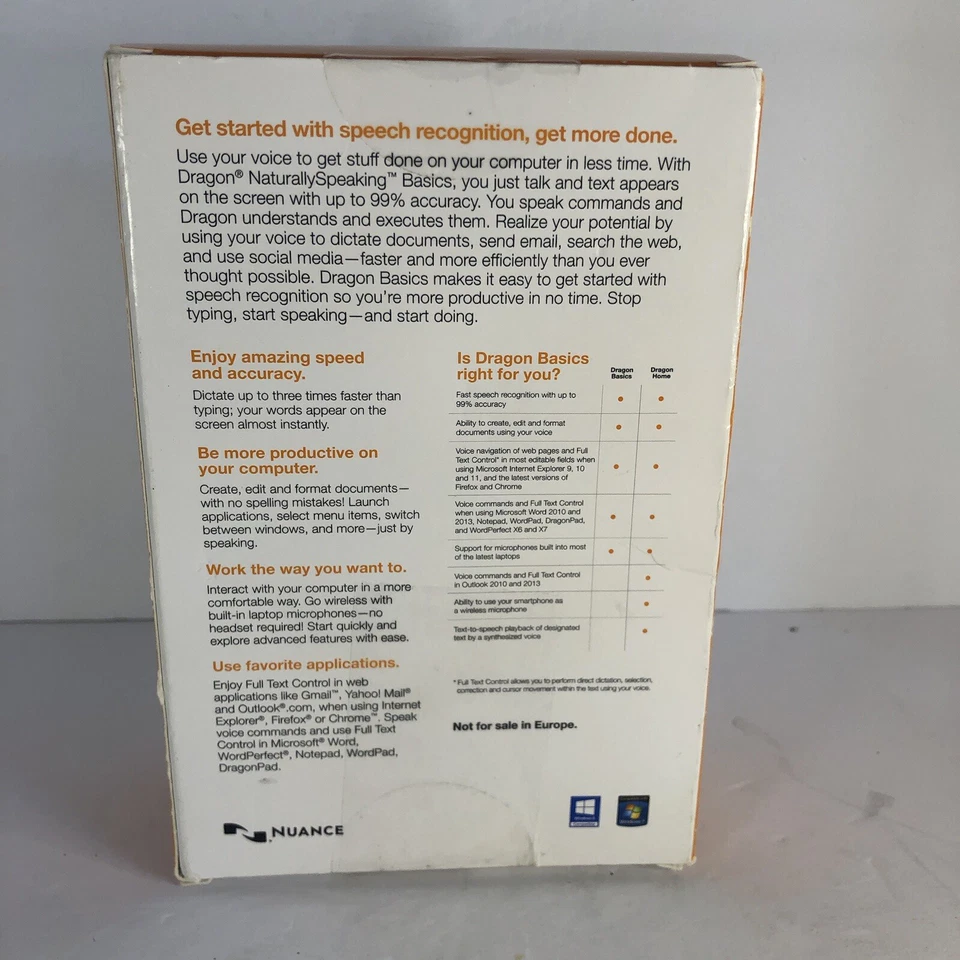 Get started with speech recognition, get more done.
Use your voice to get stuff done on your computer in less time. With
Dragon® NaturallySpeaking™ Basics, you just talk and text appears
on the screen with up to 99% accuracy. You speak commands and
Dragon understands and executes them. Realize your potential by
using your voice to dictate documents, send email, search the web,
and use social media—faster and more efficiently than you ever
thought possible. Dragon Basics makes it easy to get started with
speech recognition so you're more productive in no time. Stop
typing, start speaking—and start doing.
Enjoy amazing speed
and accuracy.
Dictate up to three times faster than
typing; your words appear on the
screen almost instantly.
Be more productive on
your computer.
Create, edit and format documents—
with no spelling mistakes! Launch
applications, select menu items, switch
between windows, and more—just by
speaking.
Work the way you want to.
Interact with your computer in a more
comfortable way. Go wireless with
built-in laptop microphones—no
headset required! Start quickly and
explore advanced features with ease.
Use favorite applications.
Enjoy Full Text Control in web
applications like Gmail™, Yahoo! Mail®
and Outlook®.com, when using Internet
Explorer®, Firefox® or Chrome™. Speak
voice commands and use Full Text
Control in Microsoft® Word,
WordPerfect®, Notepad, WordPad,
DragonPad.
Is Dragon Basics
right for you?
Dragon
Basics
Dragon
Home
Fast speech recognition with up to
99% accuracy
Ability to create, edit and format
documents using your voice
Voice navigation of web pages and Full
Text Control* in most editable fields when
using Microsoft Internet Explorer 9, 10
and 11, and the latest versions of
Firefox and Chrome
Voice commands and Full Text Control
when using Microsoft Word 2010 and
2013, Notepad, WordPad, DragonPad,
and WordPerfect X6 and X7
Support for microphones built into most
of the latest laptops
Voice commands and Full Text Control
in Outlook 2010 and 2013
Ability to use your smartphone as
a wireless microphone
Text-to-speech playback of designated
text by a synthesized voice
* Full Text Control allows you to perform direct dictation, selection,
correction and cursor movement within the text using your voice.
Not for sale in Europe.
NUANCE
Windows 8
Windows 7